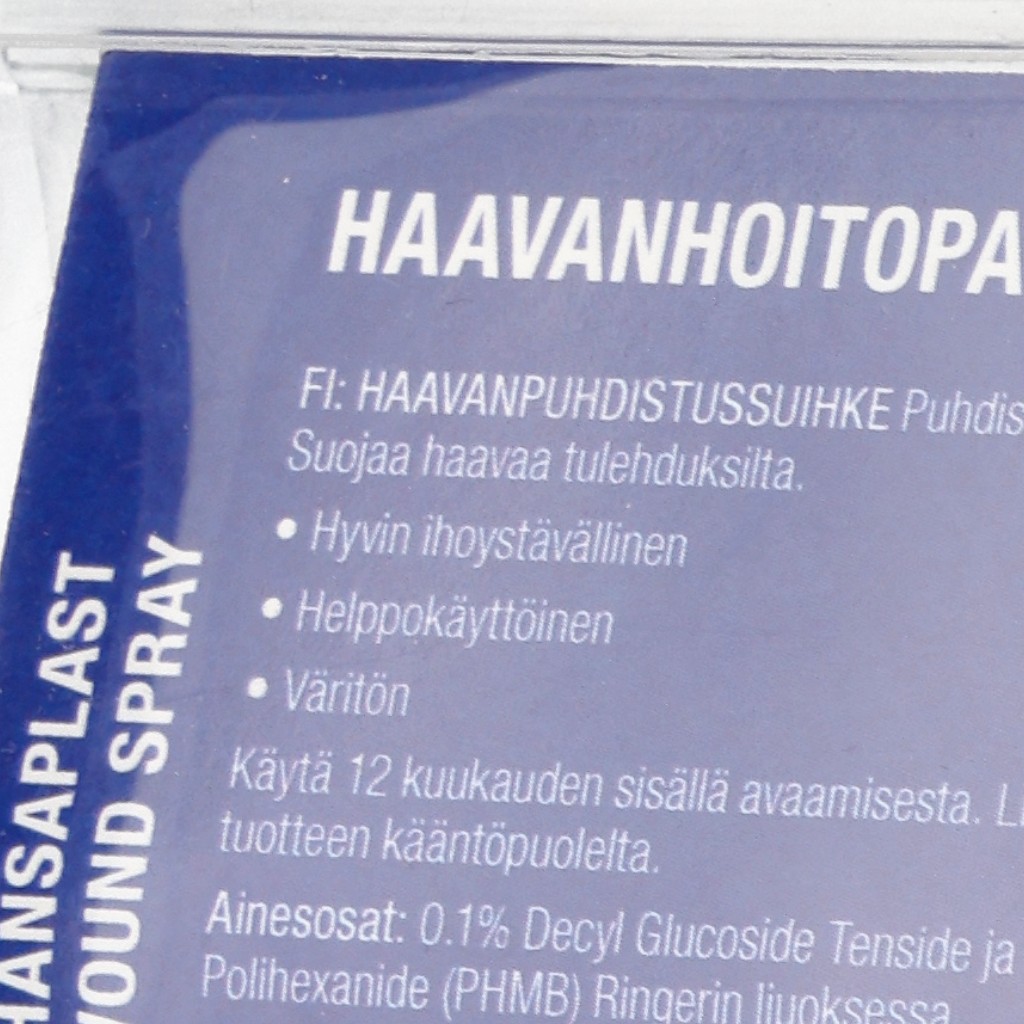 HAAVANHOITOPA
FI: HAAVANPUHDISTUSSUIHKE Puhdis
Suojaa haavaa tulehduksilta.
• Hyvin ihoystävällinen
• Helppokäyttöinen
• Väritön
Käytä 12 kuukauden sisällä avaamisesta. Li
tuotteen kääntöpuolelta.
Ainesosat: 0.1% Decyl Glucoside Tenside ja
Polihexanide (PHMB) Ringerin liuoksessa
HANSAPLAST
WOUND SPRAY